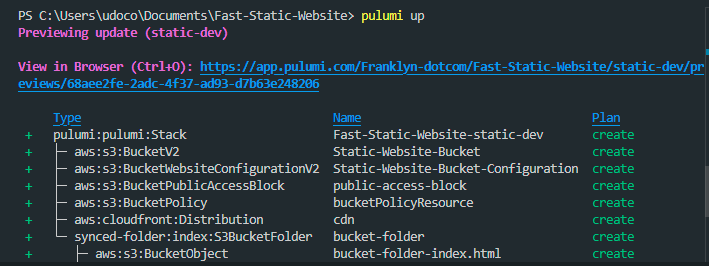 PS C:\Users\udoco\Documents\Fast-Static-Website> pulumi up
Previewing update (static-dev)
View in Browser (Ctrl+O): https://app.pulumi.com/Franklyn-dotcom/Fast-Static-Website/static-dev/pr
eviews/68aee2fe-2adc-4f37-ad93-d7b63e248206
Type Name Plan
+ pulumi:pulumi:Stack Fast-Static-Website-static-dev create
+ ├─ aws:s3:BucketV2 Static-Website-Bucket create
+ ├─ aws:s3:BucketWebsiteConfigurationV2 Static-Website-Bucket-Configuration create
+ ├─ aws:s3:BucketPublicAccessBlock public-access-block create
+ ├─ aws:s3:BucketPolicy bucketPolicyResource create
+ ├─ aws:cloudfront:Distribution cdn create
+ └─ synced-folder:index:S3BucketFolder bucket-folder create
+ ├─ aws:s3:BucketObject bucket-folder-index.html create